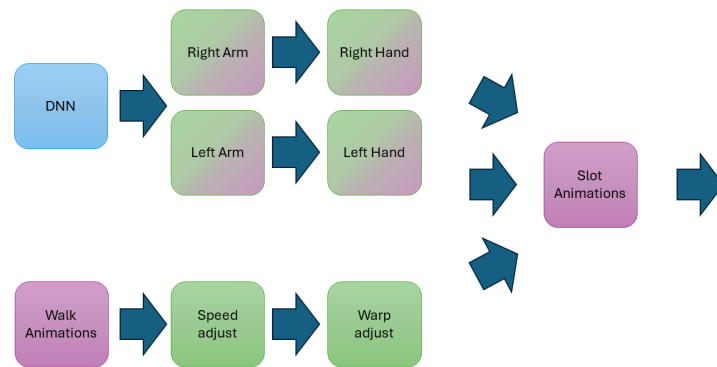 Right Arm
Right Hand
DNN
Left Arm
Left Hand
Slot
Animations
Walk
Animations
Speed
adjust
Warp
adjust